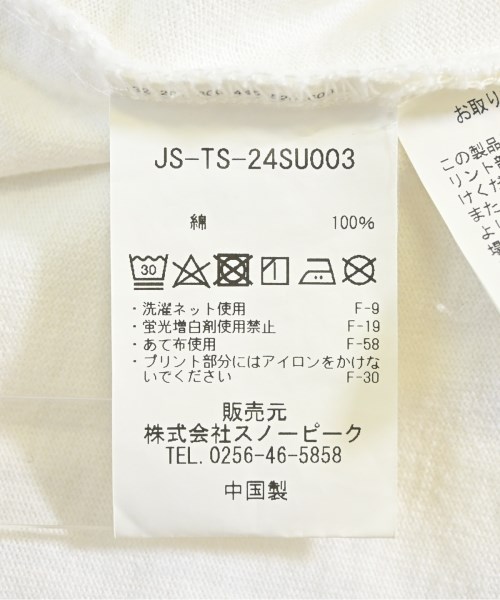 JS-TS-24SU003
綿 100%
30
・洗濯ネット使用 F-9
・蛍光増白剤使用禁止 F-19
・あて布使用 F-58
・プリント部分にはアイロンをかけな
いでください F-30
販売元
株式会社スノーピーク
TEL. 0256-46-5858
中国製
お取り
この製品
リント部
けくだ
また
よ